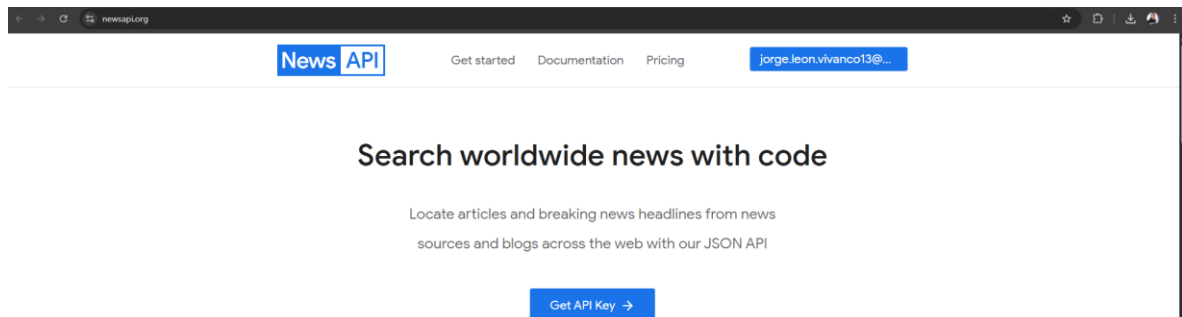 newsapi.org
News API
Get started Documentation Pricing jorge.leon.vivanco13@...
Search worldwide news with code
Locate articles and breaking news headlines from news
sources and blogs across the web with our JSON API
Get API Key →